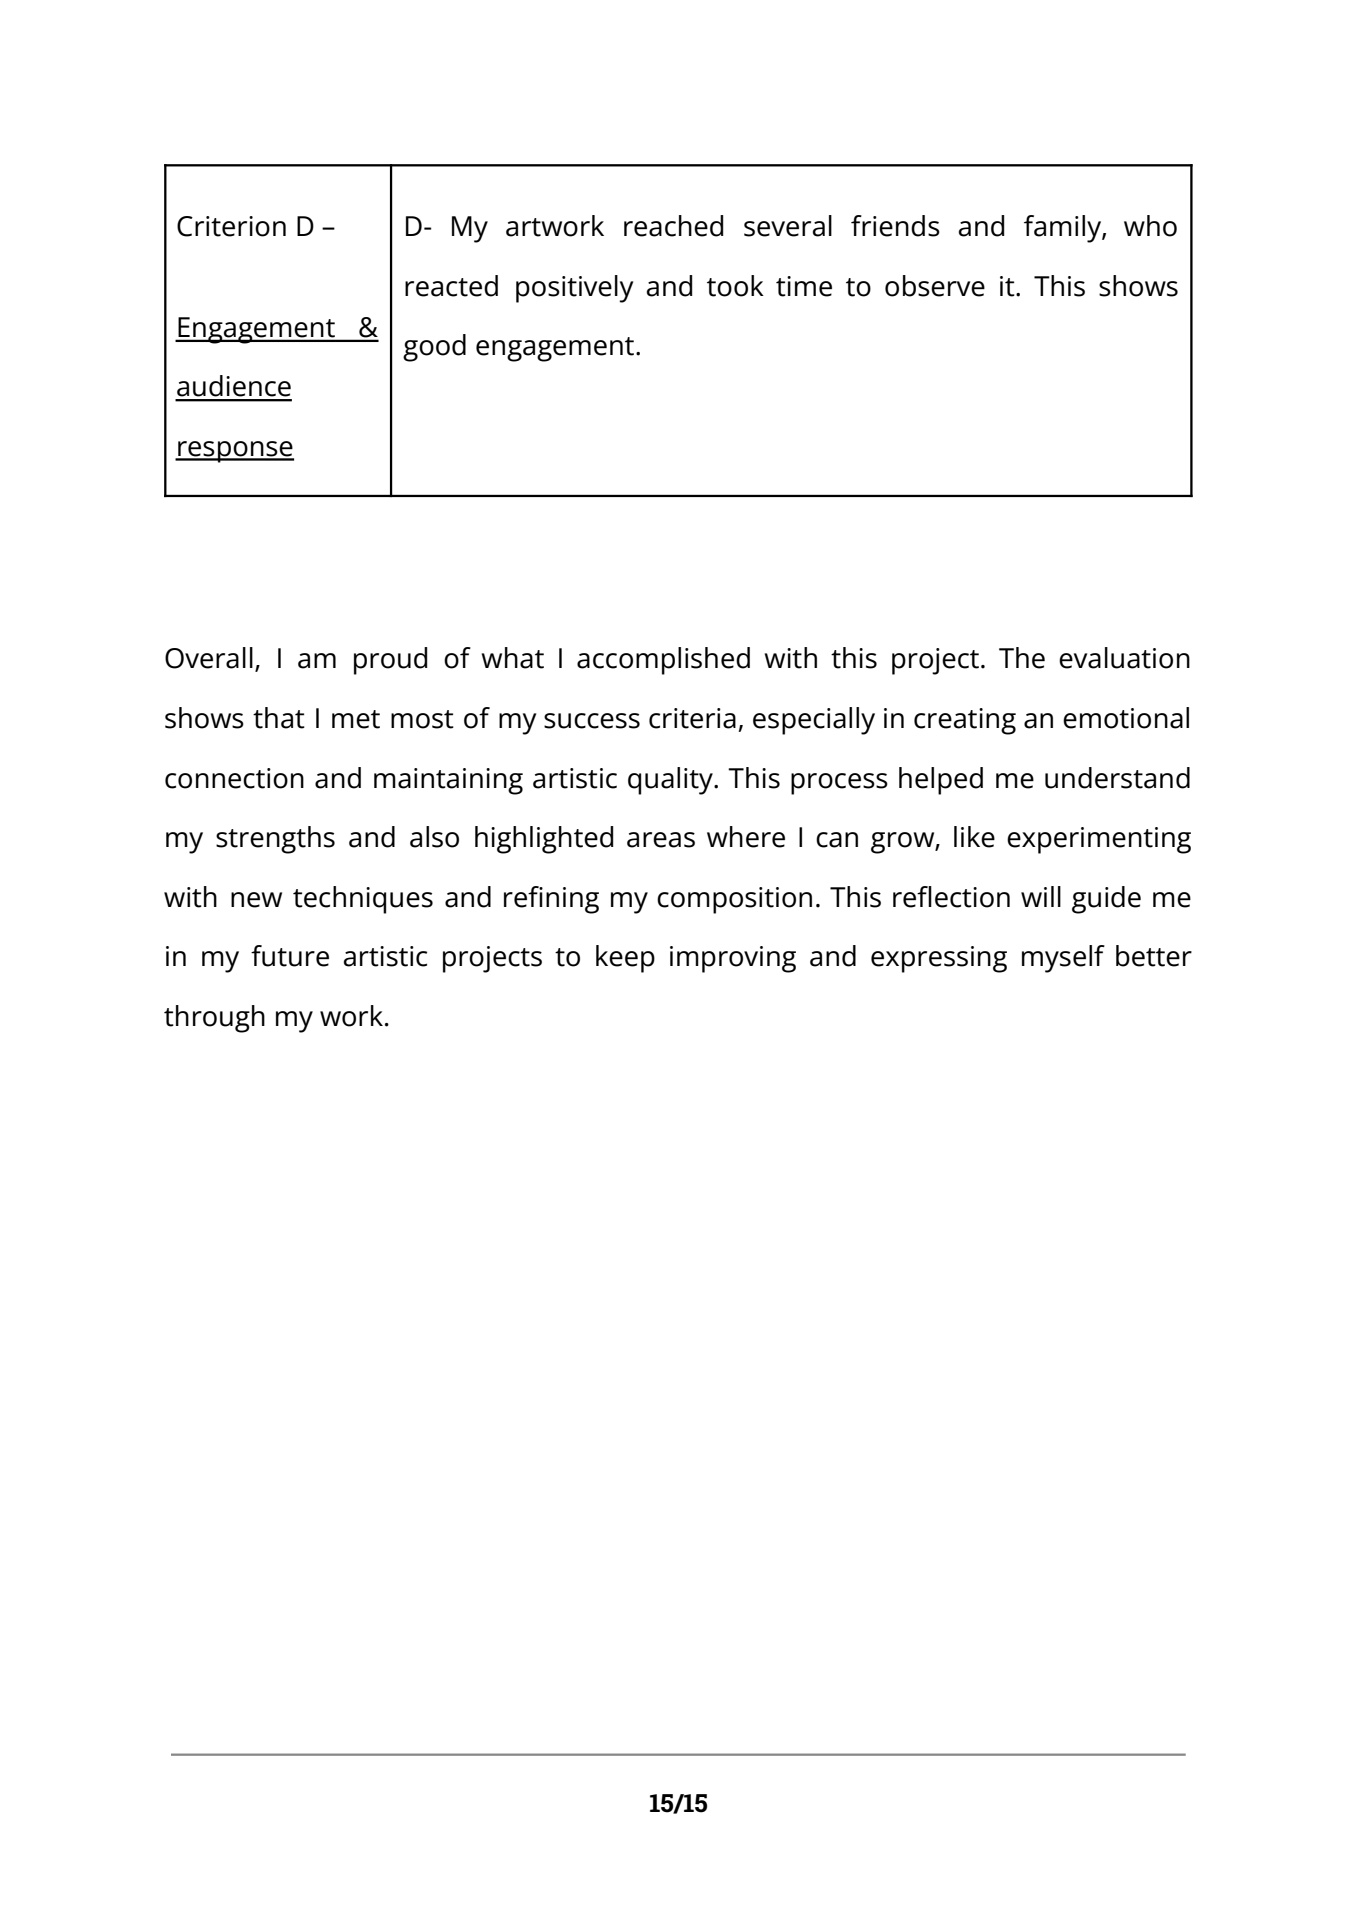 Criterion D –
Engagement &
audience
response
D- My artwork reached several friends and family, who
reacted positively and took time to observe it. This shows
good engagement.
Overall, I am proud of what I accomplished with this project. The evaluation
shows that I met most of my success criteria, especially in creating an emotional
connection and maintaining artistic quality. This process helped me understand
my strengths and also highlighted areas where I can grow, like experimenting
with new techniques and refining my composition. This reflection will guide me
in my future artistic projects to keep improving and expressing myself better
through my work.
15/15